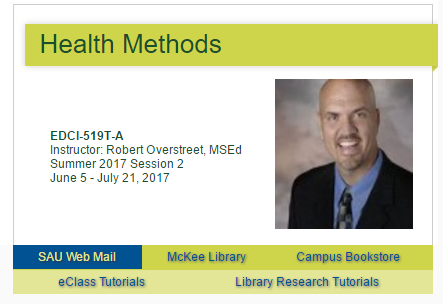 Health Methods
EDCI-519T-A
Instructor: Robert Overstreet, MSEd
Summer 2017 Session 2
June 5 - July 21, 2017
SAU Web Mail McKee Library Campus Bookstore
eClass Tutorials Library Research Tutorials